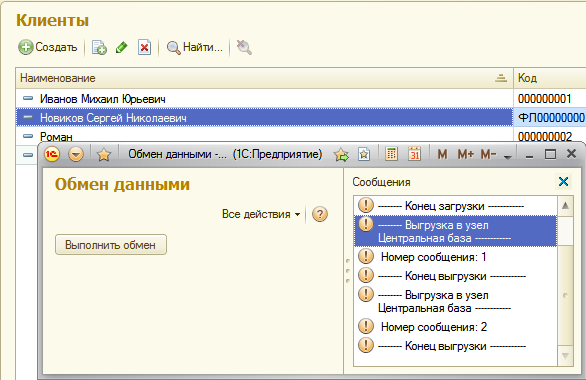 Клиенты
Создать
Найти...
Наименование Код
Иванов Михаил Юрьевич 000000001
Новиков Сергей Николаевич ФП00000000
Роман 000000002
Обмен данными -... (1С:Предприятие) M M+ M-
Обмен данными
Все действия ?
Выполнить обмен
Сообщения
-------- Конец загрузки ------------
-------- Выгрузка в узел
Центральная база ------------
Номер сообщения: 1
-------- Конец выгрузки ------------
-------- Выгрузка в узел
Центральная база ------------
Номер сообщения: 2
-------- Конец выгрузки ------------